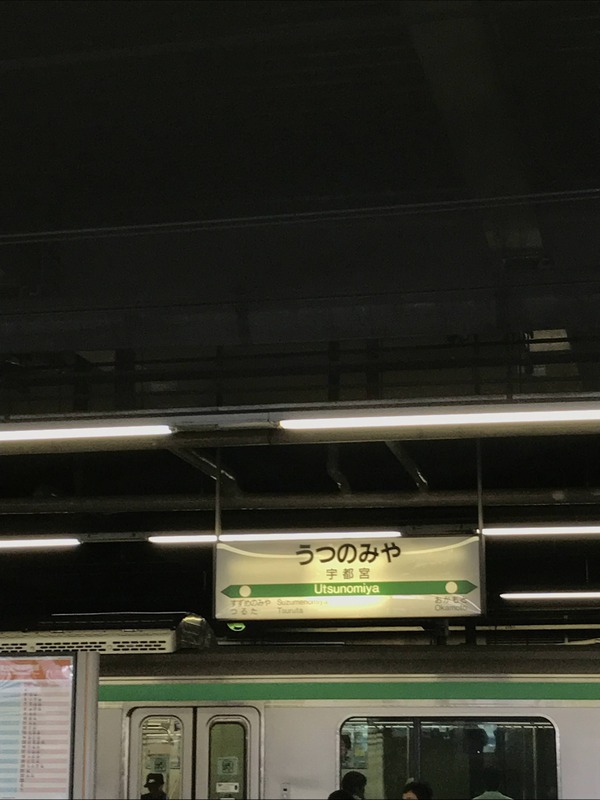 うつのみや
宇都宮
Utsunomiya
すずめのみや Suzumenomiya
つるた Tsuruta
おかもと
Okamoto